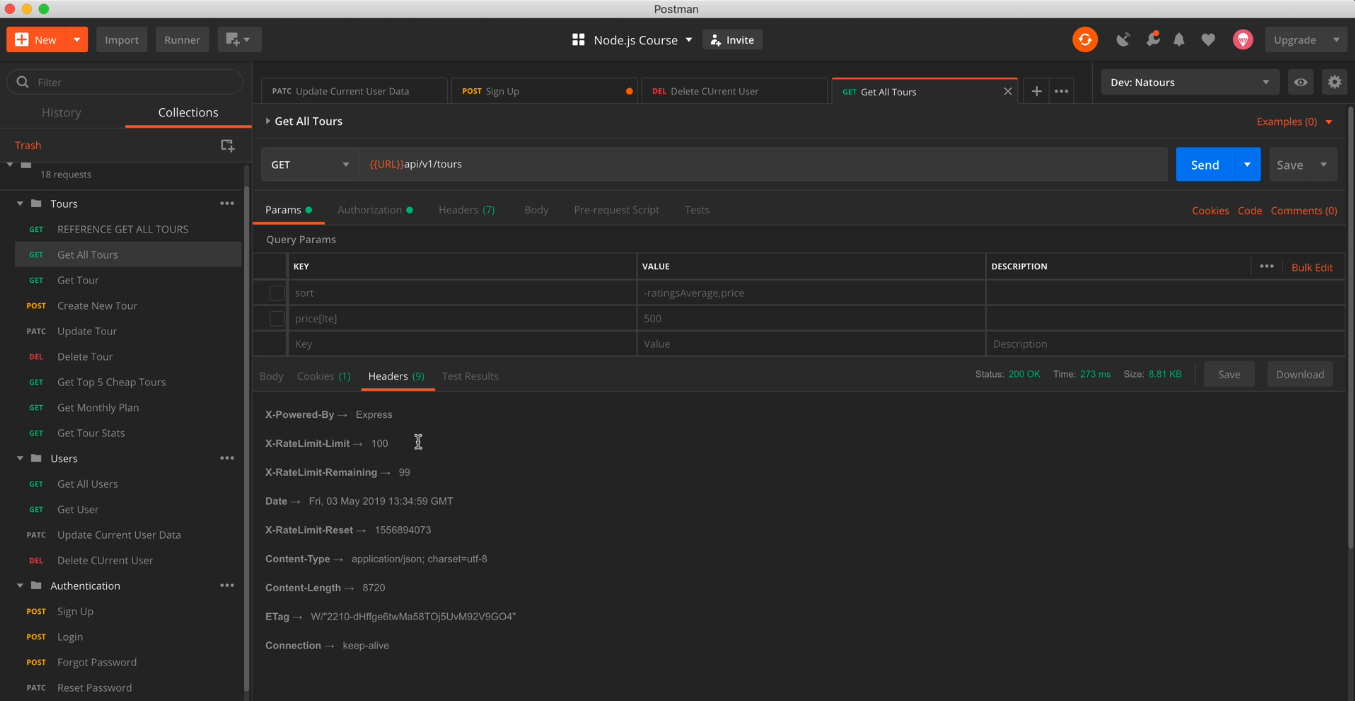 Postman
New
Import
Runner
Node.js Course
Invite
Upgrade
Filter
History
Collections
Trash
18 requests
Tours
GET REFERENCE GET ALL TOURS
GET Get All Tours
GET Get Tour
POST Create New Tour
PATC Update Tour
DEL Delete Tour
GET Get Top 5 Cheap Tours
GET Get Monthly Plan
GET Get Tour Stats
Users
GET Get All Users
GET Get User
PATC Update Current User Data
DEL Delete CUrrent User
Authentication
POST Sign Up
POST Login
POST Forgot Password
PATC Reset Password
PATC Update Current User Data
POST Sign Up
DEL Delete CUrrent User
GET Get All Tours
Dev: Natours
Get All Tours
Examples (0)
GET
{{URL}}api/v1/tours
Send
Save
Params
Authorization
Headers (7)
Body
Pre-request Script
Tests
Cookies
Code
Comments (0)
Query Params
KEY VALUE DESCRIPTION
Bulk Edit
sort -ratingsAverage,price
price[lte] 500
Key Value Description
Body
Cookies (1)
Headers (9)
Test Results
Status: 200 OK Time: 273 ms Size: 8.81 KB
Save
Download
X-Powered-By → Express
X-RateLimit-Limit → 100
X-RateLimit-Remaining → 99
Date → Fri, 03 May 2019 13:34:59 GMT
X-RateLimit-Reset → 1556894073
Content-Type → application/json; charset=utf-8
Content-Length → 8720
ETag → W/"2210-dHffge6twMa58TOj5UvM92V9GO4"
Connection → keep-alive